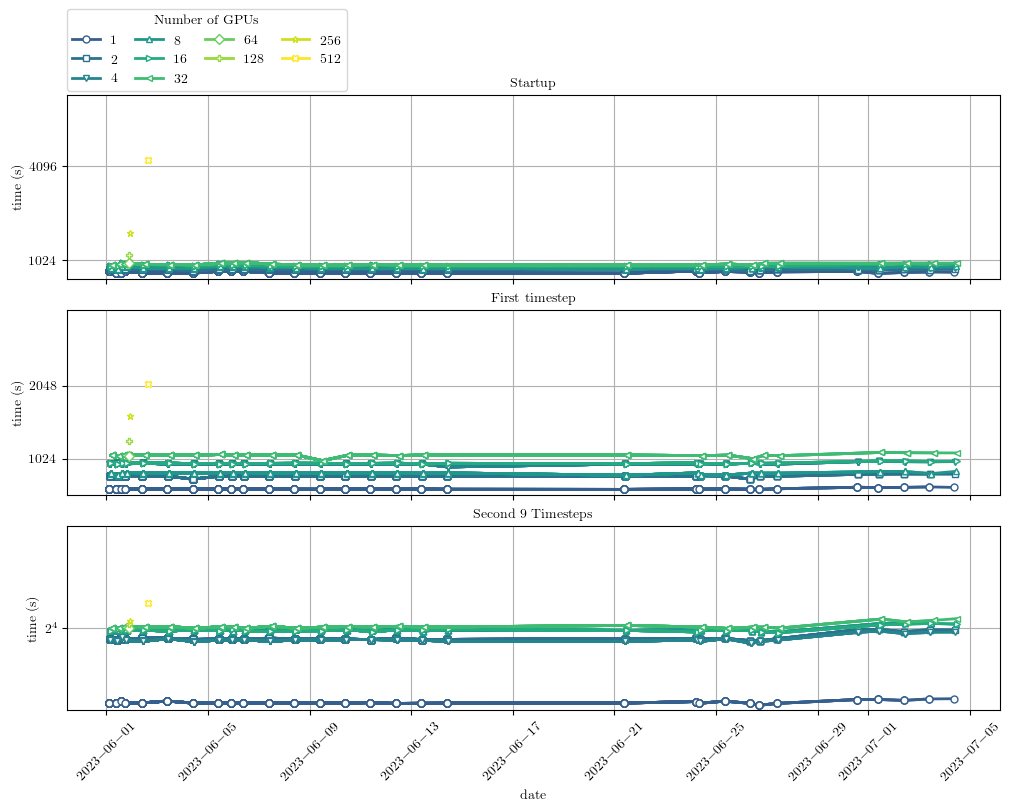 Number of GPUs
1 8 64 256
2 16 128 512
4 32
Startup
time (s)
4096
1024
First timestep
time (s)
2048
1024
Second 9 Timesteps
time (s)
2⁴
2023−06−01 2023−06−05 2023−06−09 2023−06−13 2023−06−17 2023−06−21 2023−06−25 2023−06−29 2023−07−01 2023−07−05
date